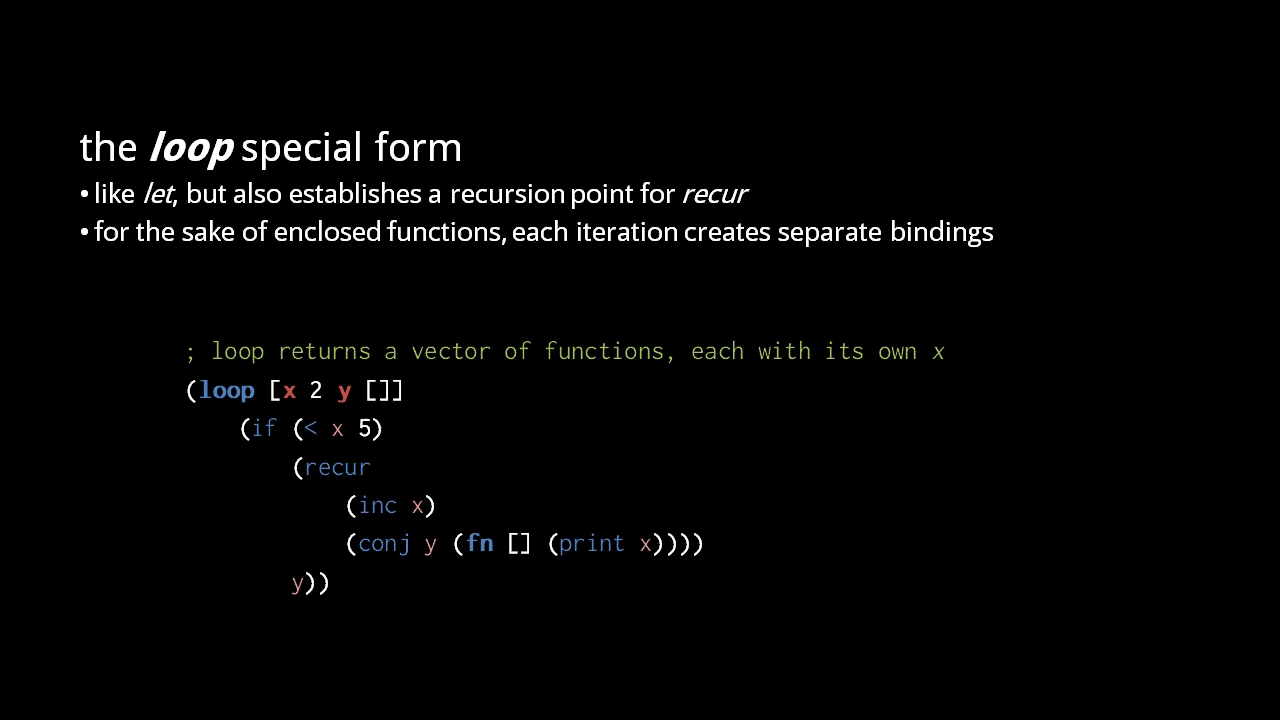 the loop special form
• like let, but also establishes a recursion point for recur
• for the sake of enclosed functions, each iteration creates separate bindings
; loop returns a vector of functions, each with its own x
(loop [x 2 y []]
    (if (< x 5)
        (recur
            (inc x)
            (conj y (fn [] (print x))))
        y))